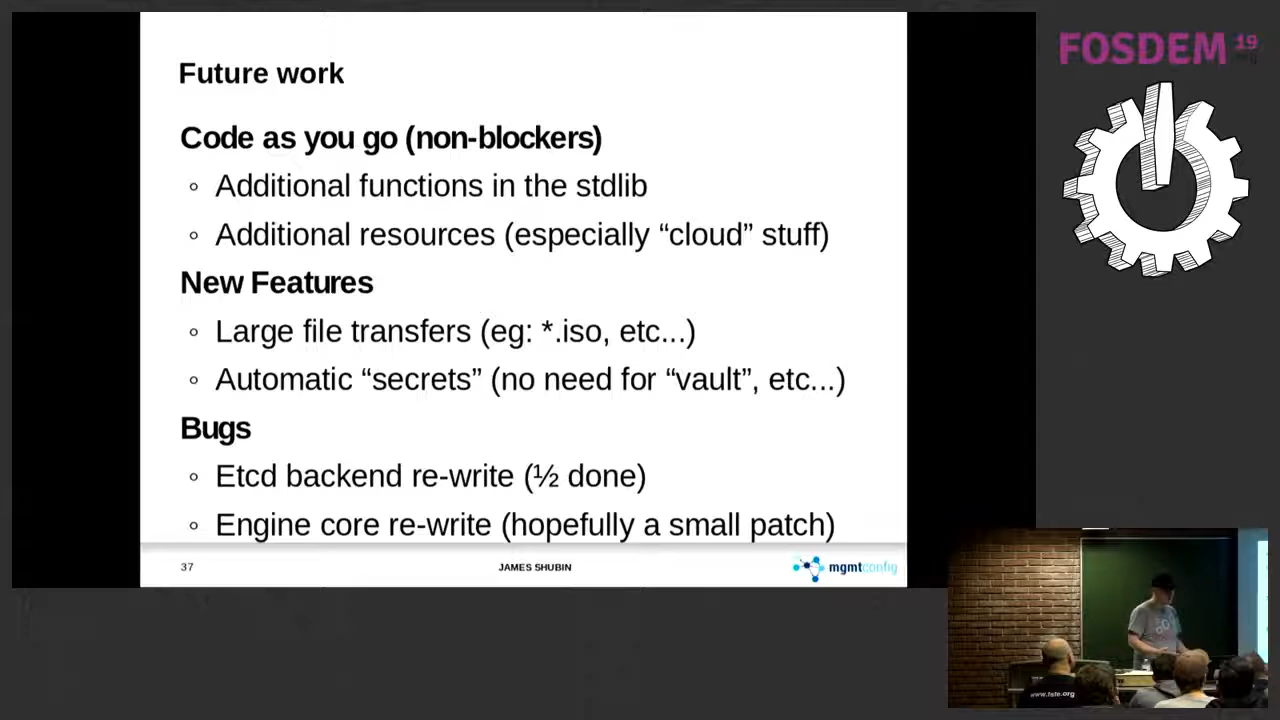 Future work
Code as you go (non-blockers)
◦ Additional functions in the stdlib
◦ Additional resources (especially “cloud” stuff)
New Features
◦ Large file transfers (eg: *.iso, etc...)
◦ Automatic “secrets” (no need for “vault”, etc...)
Bugs
◦ Etcd backend re-write (½ done)
◦ Engine core re-write (hopefully a small patch)
37
JAMES SHUBIN
mgmtconfig
FOSDEM 19
.org